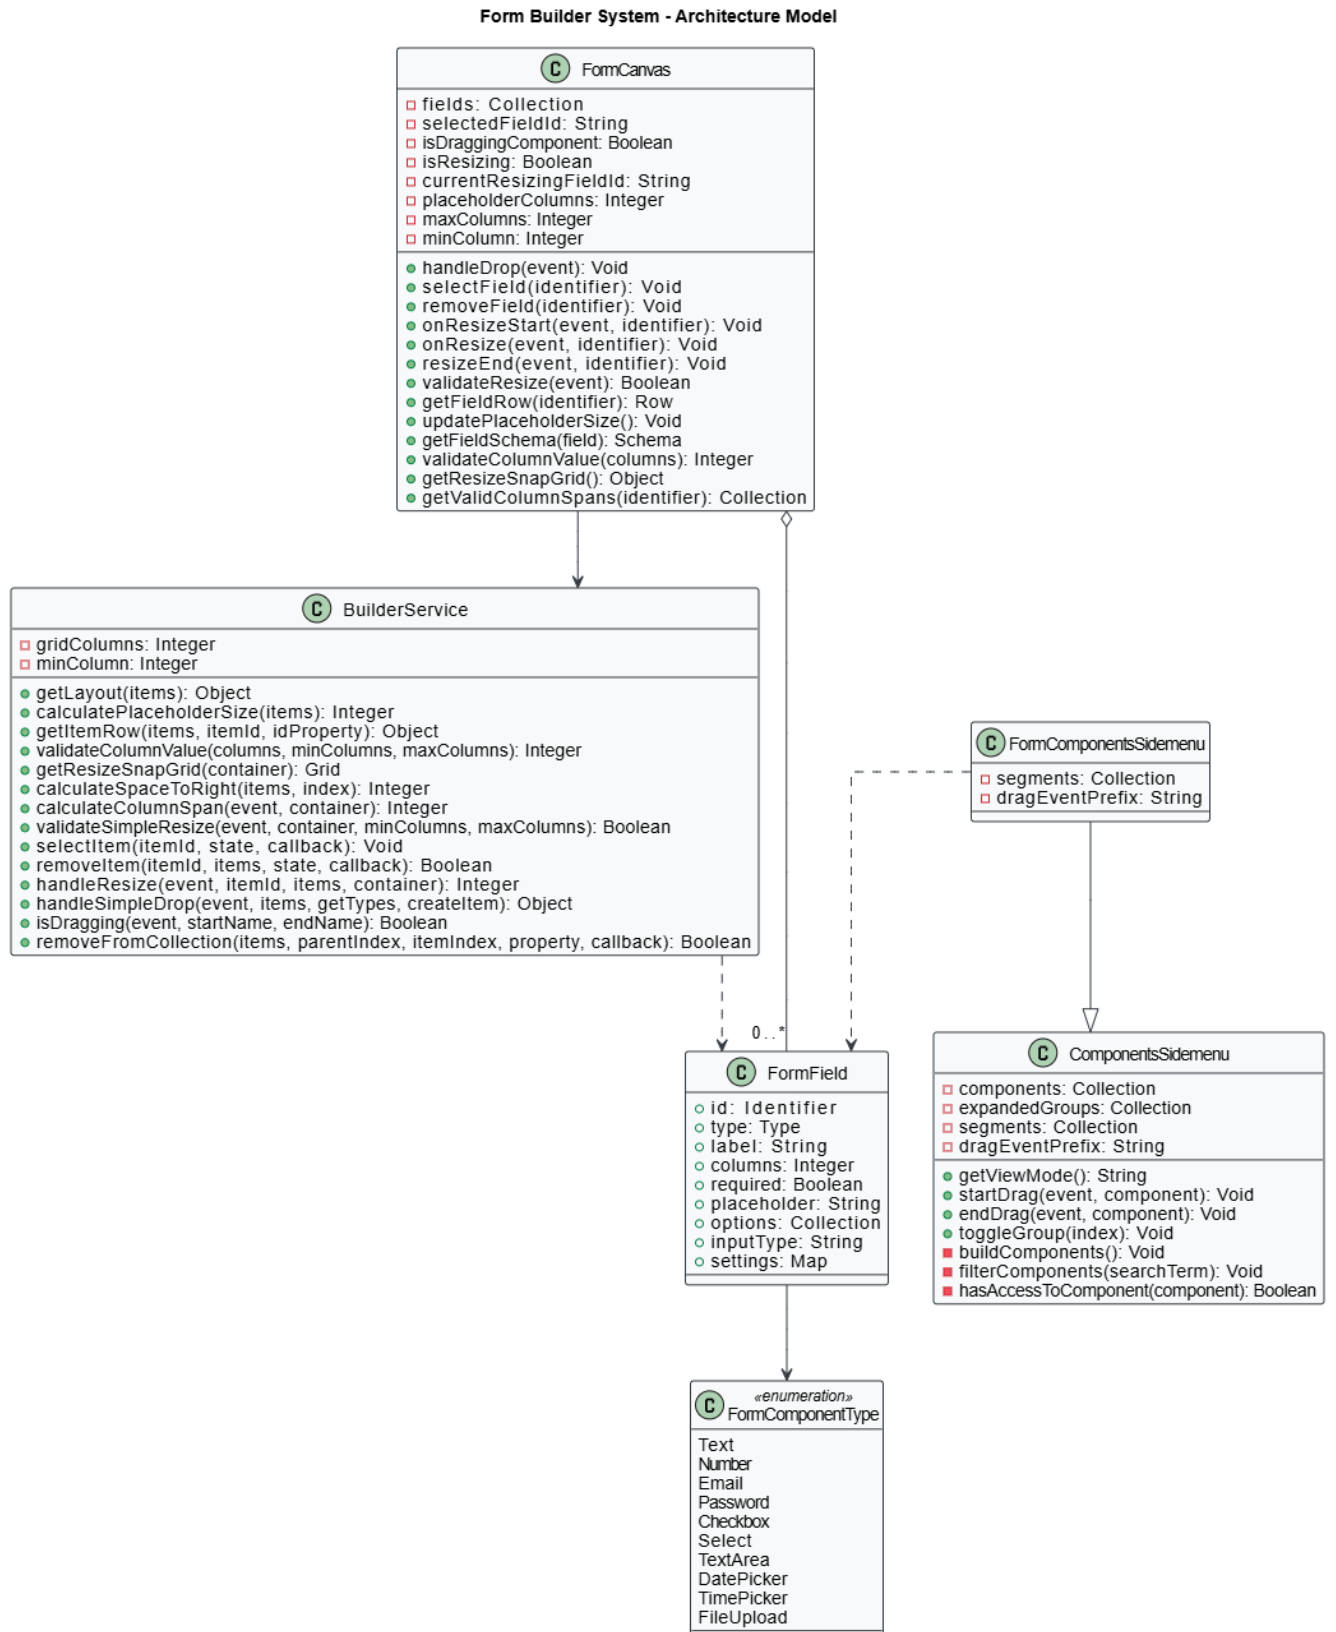 Form Builder System - Architecture Model
C FormCanvas
fields: Collection
selectedFieldId: String
isDraggingComponent: Boolean
isResizing: Boolean
currentResizingFieldId: String
placeholderColumns: Integer
maxColumns: Integer
minColumn: Integer
handleDrop(event): Void
selectField(identifier): Void
removeField(identifier): Void
onResizeStart(event, identifier): Void
onResize(event, identifier): Void
resizeEnd(event, identifier): Void
validateResize(event): Boolean
getFieldRow(identifier): Row
updatePlaceholderSize(): Void
getFieldSchema(field): Schema
validateColumnValue(columns): Integer
getResizeSnapGrid(): Object
getValidColumnSpans(identifier): Collection
C BuilderService
gridColumns: Integer
minColumn: Integer
getLayout(items): Object
calculatePlaceholderSize(items): Integer
getItemRow(items, itemId, idProperty): Object
validateColumnValue(columns, minColumns, maxColumns): Integer
getResizeSnapGrid(container): Grid
calculateSpaceToRight(items, index): Integer
calculateColumnSpan(event, container): Integer
validateSimpleResize(event, container, minColumns, maxColumns): Boolean
selectItem(itemId, state, callback): Void
removeItem(itemId, items, state, callback): Boolean
handleResize(event, itemId, items, container): Integer
handleSimpleDrop(event, items, getTypes, createItem): Object
isDragging(event, startName, endName): Boolean
removeFromCollection(items, parentIndex, itemIndex, property, callback): Boolean
C FormComponentsSidemenu
segments: Collection
dragEventPrefix: String
0..*
C FormField
id: Identifier
type: Type
label: String
columns: Integer
required: Boolean
placeholder: String
options: Collection
inputType: String
settings: Map
C ComponentsSidemenu
components: Collection
expandedGroups: Collection
segments: Collection
dragEventPrefix: String
getViewMode(): String
startDrag(event, component): Void
endDrag(event, component): Void
toggleGroup(index): Void
buildComponents(): Void
filterComponents(searchTerm): Void
hasAccessToComponent(component): Boolean
«enumeration»
C FormComponentType
Text
Number
Email
Password
Checkbox
Select
TextArea
DatePicker
TimePicker
FileUpload